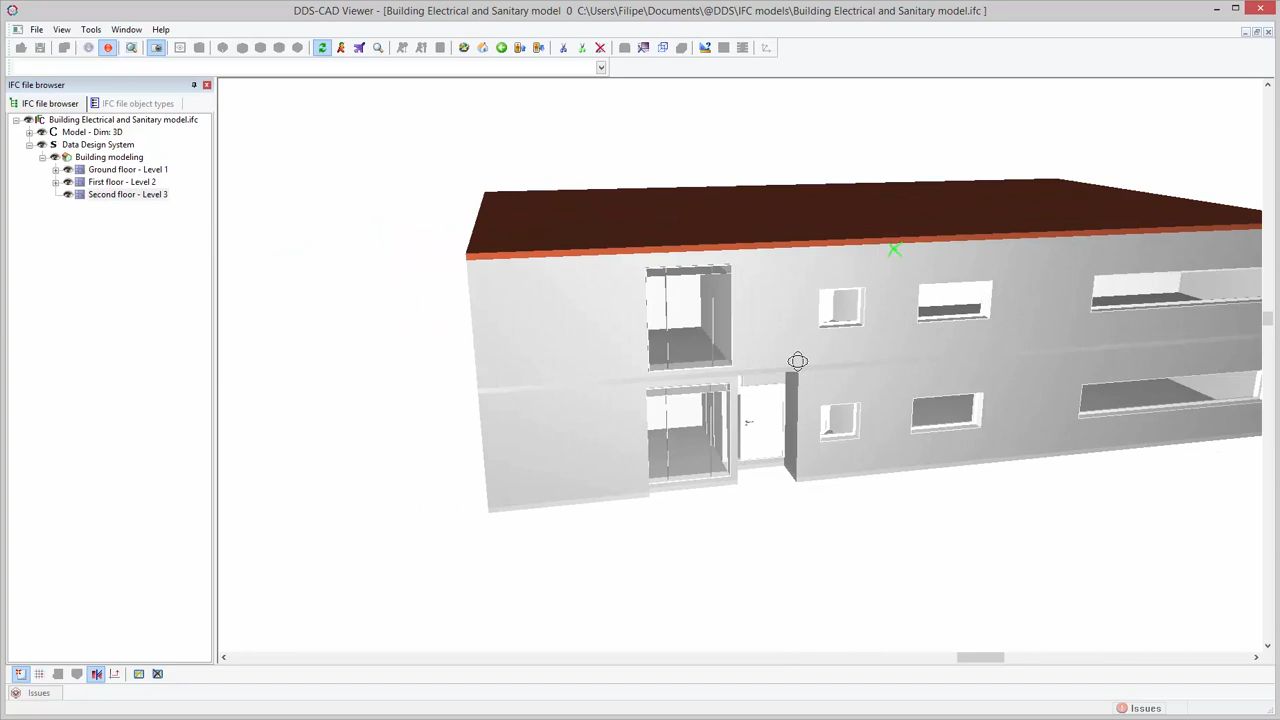 DDS-CAD Viewer - [Building Electrical and Sanitary model  0  C:\Users\Filipe\Documents\@DDS\IFC models\Building Electrical and Sanitary model.ifc ]
File View Tools Window Help
IFC file browser
IFC file browser IFC file object types
Building Electrical and Sanitary model.ifc
C Model - Dim: 3D
S Data Design System
Building modeling
Ground floor - Level 1
First floor - Level 2
Second floor - Level 3
Issues
Issues